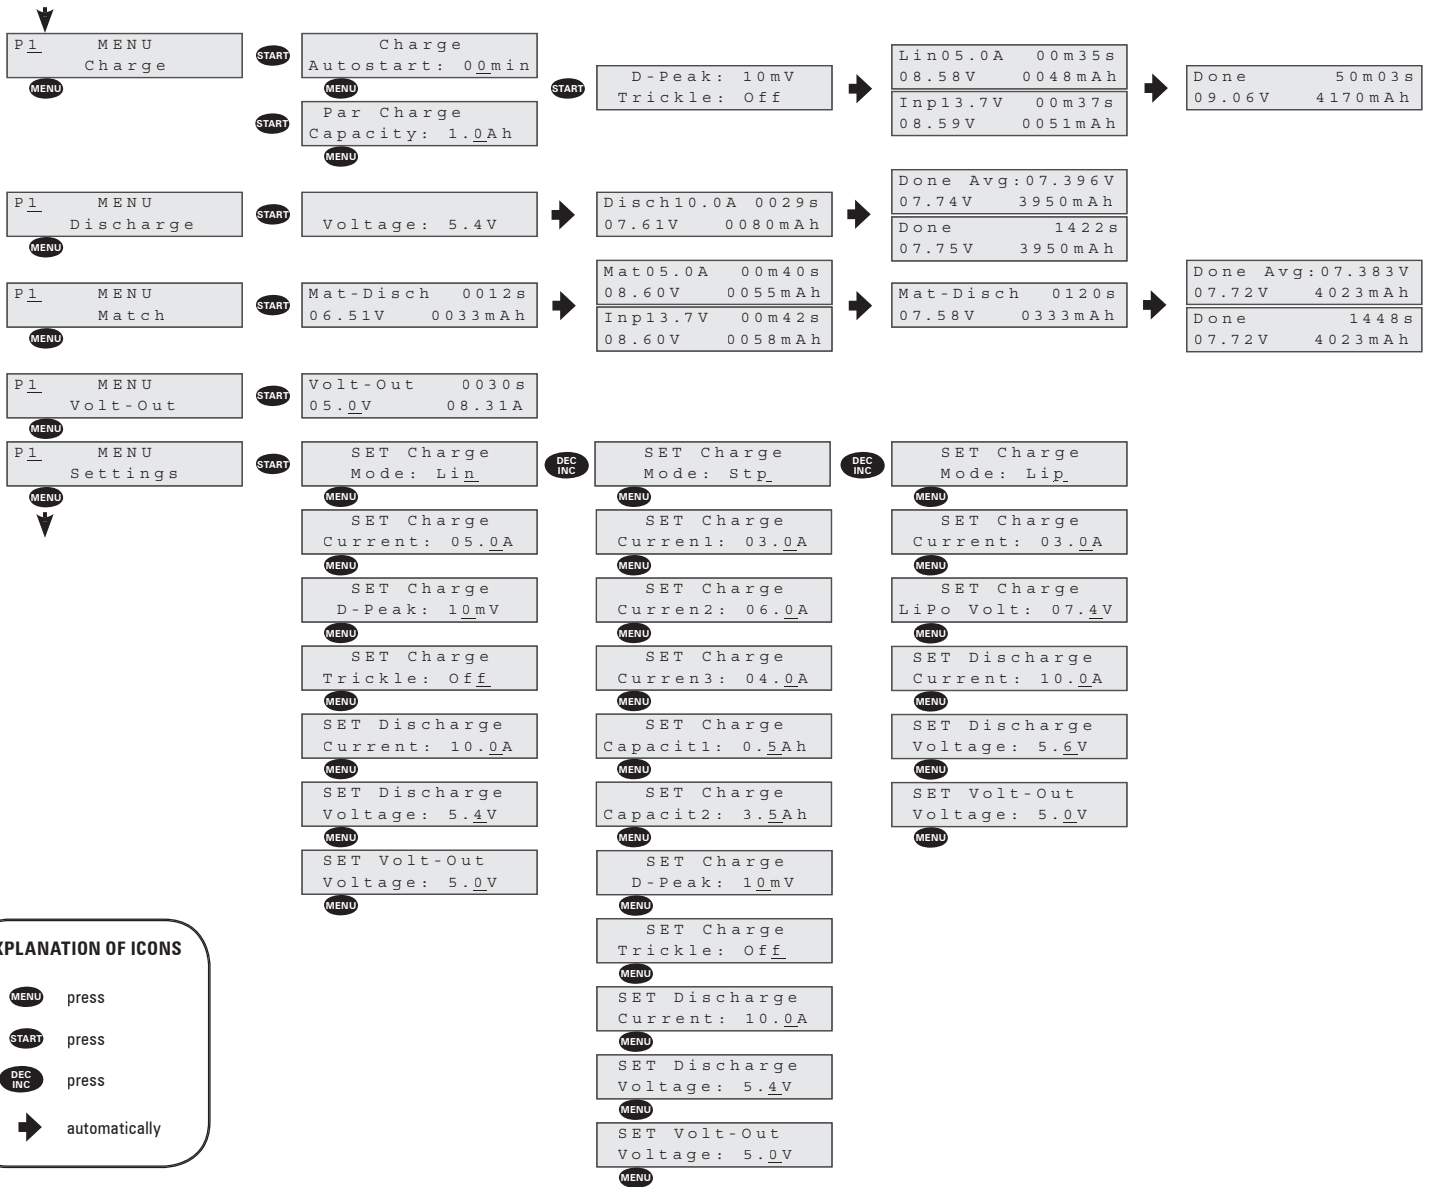 P1 MENU
Charge
MENU
START
Charge
Autostart: 00min
MENU
START
Par Charge
Capacity: 1.0Ah
MENU
START
D-Peak: 10mV
Trickle: Off
Lin05.0A 00m35s
08.58V 0048mAh
Inp13.7V 00m37s
08.59V 0051mAh
Done 50m03s
09.06V 4170mAh
P1 MENU
Discharge
MENU
START
Voltage: 5.4V
Disch10.0A 0029s
07.61V 0080mAh
Done Avg:07.396V
07.74V 3950mAh
Done 1422s
07.75V 3950mAh
P1 MENU
Match
MENU
START
Mat-Disch 0012s
06.51V 0033mAh
Mat05.0A 00m40s
08.60V 0055mAh
Inp13.7V 00m42s
08.60V 0058mAh
Mat-Disch 0120s
07.58V 0333mAh
Done Avg:07.383V
07.72V 4023mAh
Done 1448s
07.72V 4023mAh
P1 MENU
Volt-Out
MENU
START
Volt-Out 0030s
05.0V 08.31A
P1 MENU
Settings
MENU
START
SET Charge
Mode: Lin
MENU
SET Charge
Current: 05.0A
MENU
SET Charge
D-Peak: 10mV
MENU
SET Charge
Trickle: Off
MENU
SET Discharge
Current: 10.0A
MENU
SET Discharge
Voltage: 5.4V
MENU
SET Volt-Out
Voltage: 5.0V
MENU
DEC
INC
SET Charge
Mode: Stp
MENU
SET Charge
Curren1: 03.0A
MENU
SET Charge
Curren2: 06.0A
MENU
SET Charge
Curren3: 04.0A
MENU
SET Charge
Capacit1: 0.5Ah
MENU
SET Charge
Capacit2: 3.5Ah
MENU
SET Charge
D-Peak: 10mV
MENU
SET Charge
Trickle: Off
MENU
SET Discharge
Current: 10.0A
MENU
SET Discharge
Voltage: 5.4V
MENU
SET Volt-Out
Voltage: 5.0V
MENU
DEC
INC
SET Charge
Mode: Lip
MENU
SET Charge
Current: 03.0A
MENU
SET Charge
LiPo Volt: 07.4V
MENU
SET Discharge
Current: 10.0A
MENU
SET Discharge
Voltage: 5.6V
MENU
SET Volt-Out
Voltage: 5.0V
MENU
XPLANATION OF ICONS
MENU press
START press
DEC
INC press
automatically